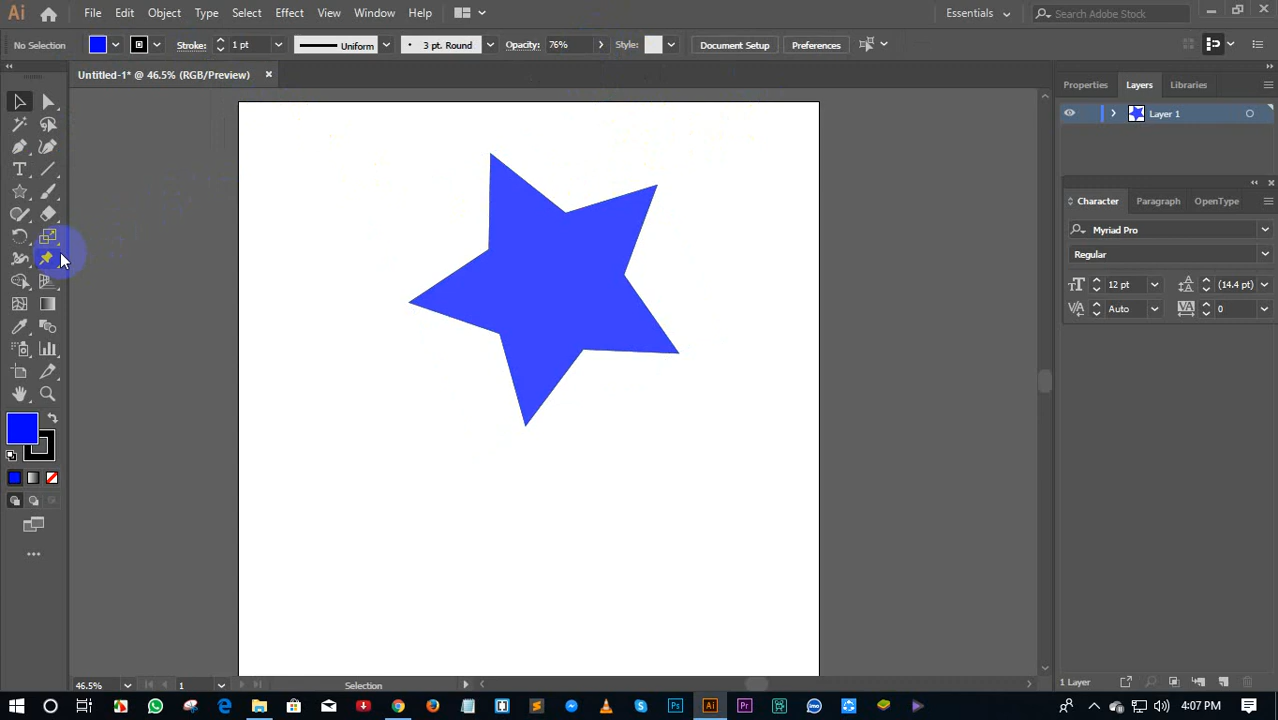 Ai File Edit Object Type Select Effect View Window Help Essentials Search Adobe Stock
No Selection Stroke: 1 pt Uniform 3 pt. Round Opacity: 76% Style: Document Setup Preferences
Untitled-1* @ 46.5% (RGB/Preview)
Properties Layers Libraries
Layer 1
Character Paragraph OpenType
Myriad Pro
Regular
12 pt (14.4 pt)
Auto 0
46.5% 1 Selection 1 Layer
4:07 PM